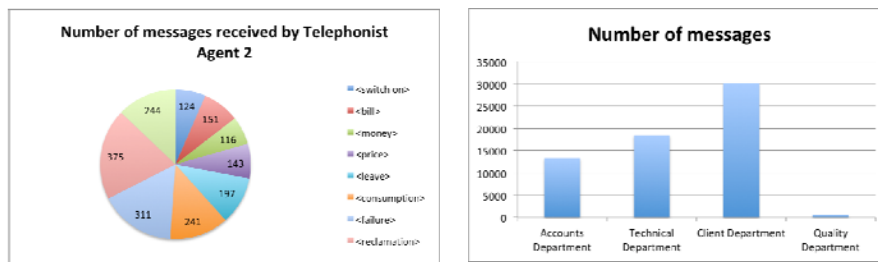 Number of messages received by Telephonist
Agent 2
244
124
151
116
143
197
241
311
375
<switch on>
<bill>
<money>
<price>
<leave>
<consumption>
<failure>
<reclamation>
Number of messages
35000
30000
25000
20000
15000
10000
5000
0
Accounts
Department
Technical
Department
Client Department
Quality
Department